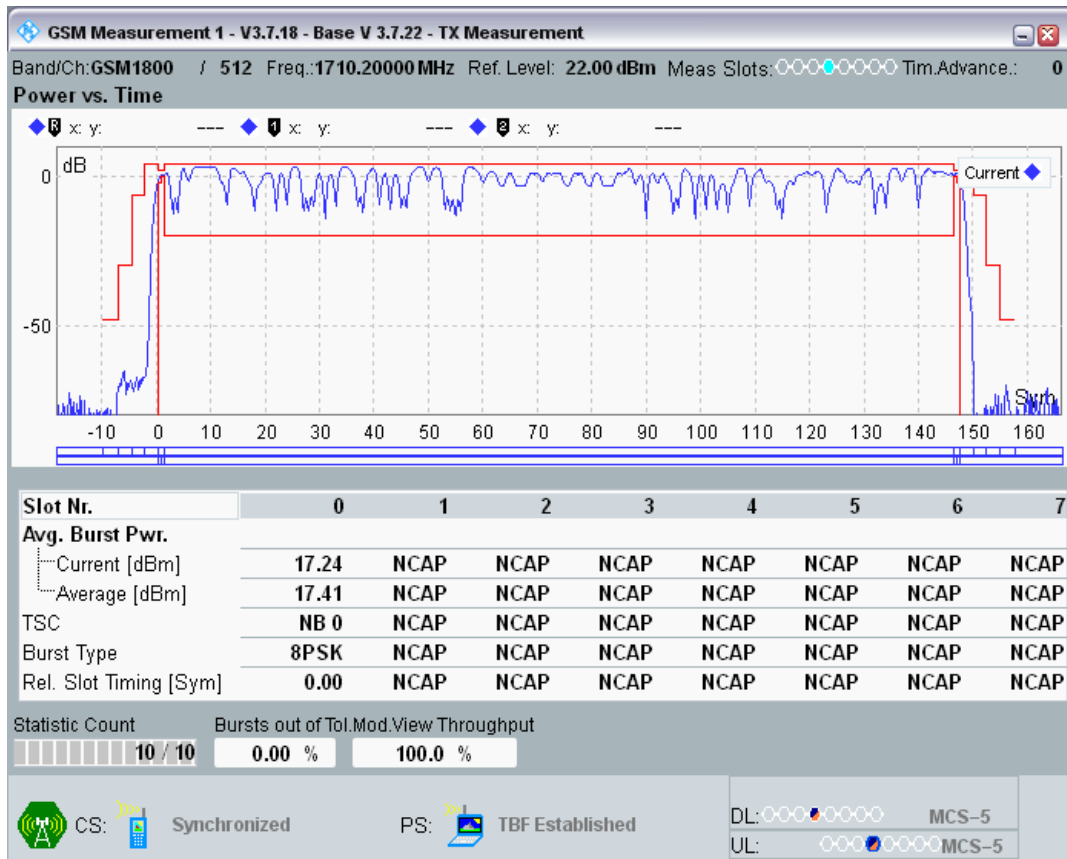 GSM Measurement 1 - V3.7.18 - Base V 3.7.22 - TX Measurement
Band/Ch:GSM1800 / 512 Freq.:1710.20000 MHz Ref. Level: 22.00 dBm Meas Slots: Tim.Advance.: 0
Power vs. Time
R x: y: --- 1 x: y: --- 2 x: y: ---
dB
Current
0
-50
Sym
-10 0 10 20 30 40 50 60 70 80 90 100 110 120 130 140 150 160
Slot Nr. 0 1 2 3 4 5 6 7
Avg. Burst Pwr.
Current [dBm] 17.24 NCAP NCAP NCAP NCAP NCAP NCAP NCAP
Average [dBm] 17.41 NCAP NCAP NCAP NCAP NCAP NCAP NCAP
TSC NB 0 NCAP NCAP NCAP NCAP NCAP NCAP NCAP
Burst Type 8PSK NCAP NCAP NCAP NCAP NCAP NCAP NCAP
Rel. Slot Timing [Sym] 0.00 NCAP NCAP NCAP NCAP NCAP NCAP NCAP
Statistic Count Bursts out of Tol.Mod.View Throughput
10 / 10 0.00 % 100.0 %
CS: Synchronized PS: TBF Established DL: MCS-5
UL: MCS-5